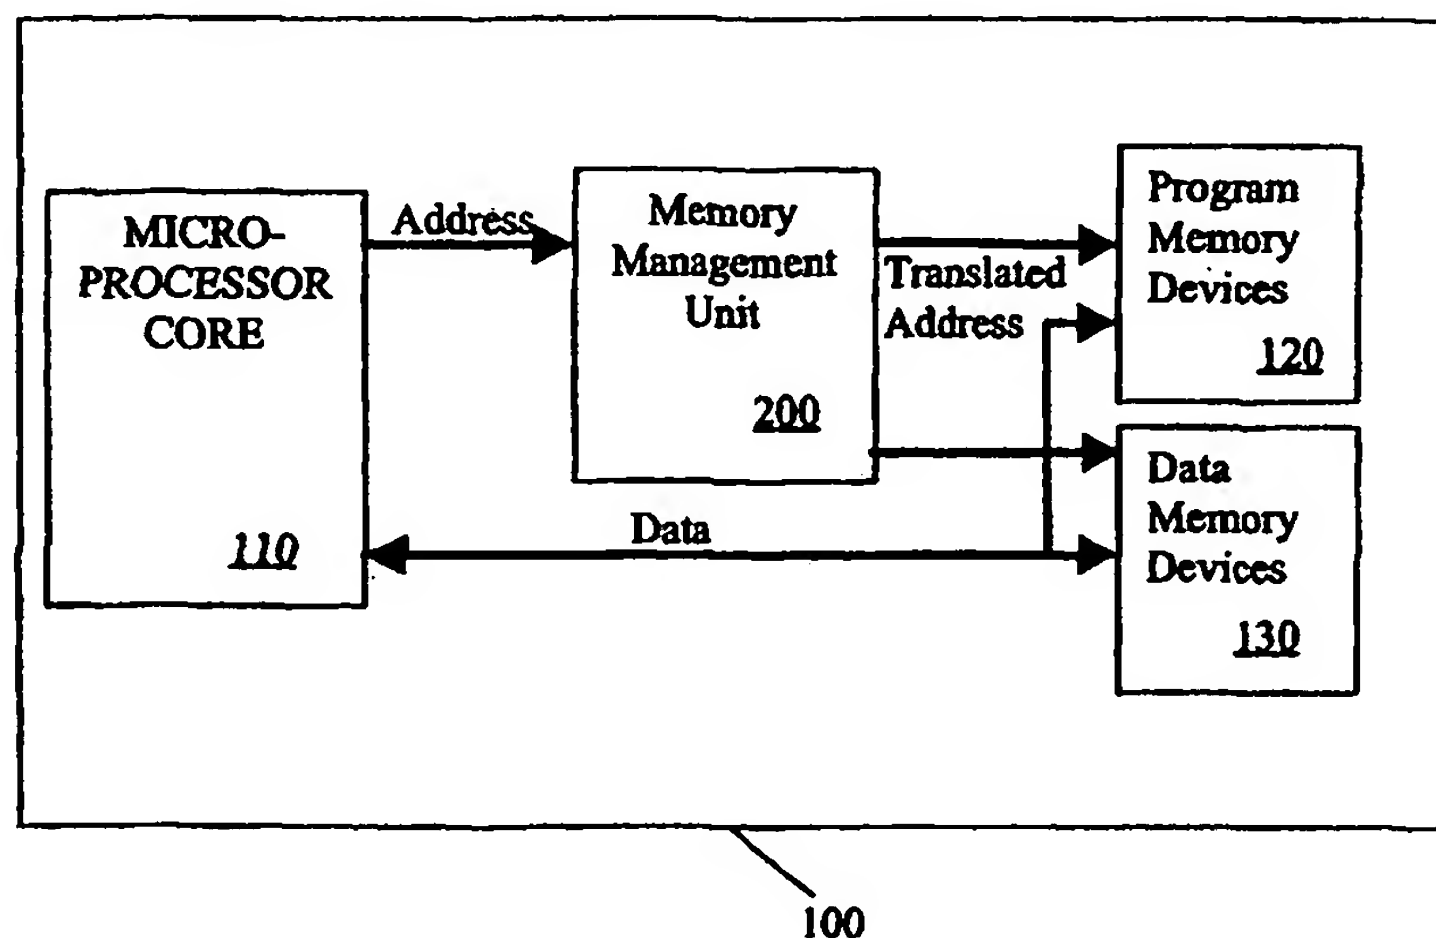 MICRO-
PROCESSOR
CORE
110
Address
Memory
Management
Unit
200
Translated
Address
Data
Program
Memory
Devices
120
Data
Memory
Devices
130
100